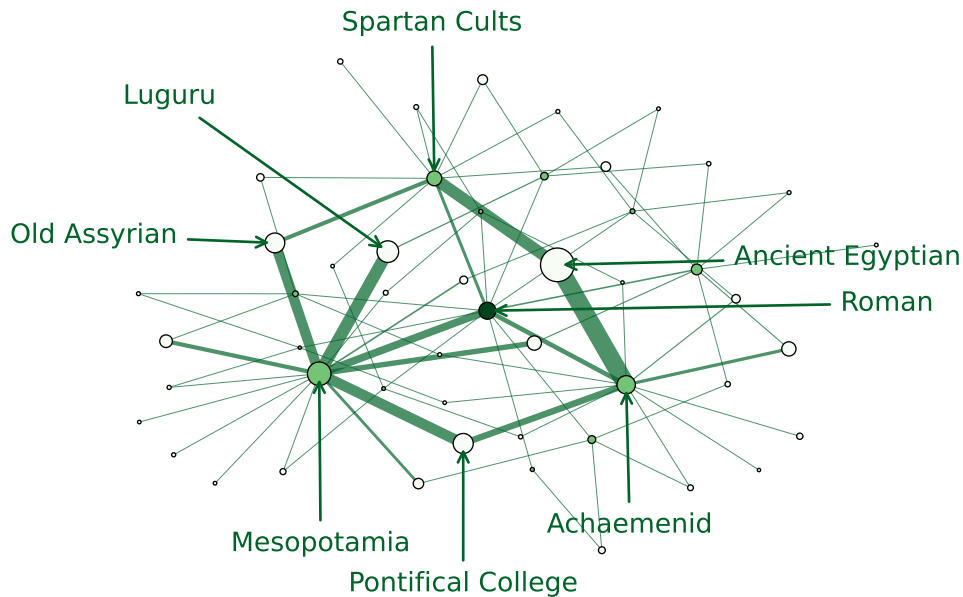 Spartan Cults
Luguru
Old Assyrian
Ancient Egyptian
Roman
Achaemenid
Mesopotamia
Pontifical College